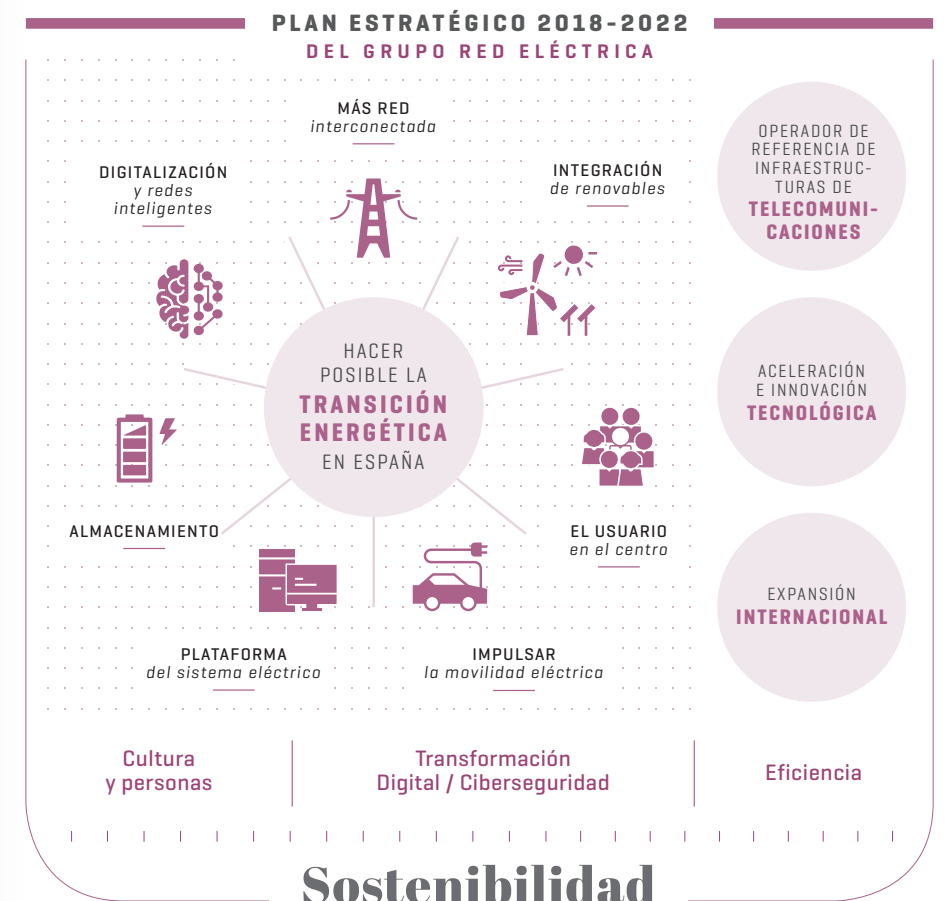 PLAN ESTRATÉGICO 2018-2022
DEL GRUPO RED ELÉCTRICA
MÁS RED
interconectada
DIGITALIZACIÓN
y redes
inteligentes
INTEGRACIÓN
de renovables
HACER
POSIBLE LA
TRANSICIÓN
ENERGÉTICA
EN ESPAÑA
ALMACENAMIENTO
EL USUARIO
en el centro
PLATAFORMA
del sistema eléctrico
IMPULSAR
la movilidad eléctrica
OPERADOR DE
REFERENCIA DE
INFRAESTRUC-
TURAS DE
TELECOMUNI-
CACIONES
ACELERACIÓN
E INNOVACIÓN
TECNOLÓGICA
EXPANSIÓN
INTERNACIONAL
Cultura
y personas
Transformación
Digital / Ciberseguridad
Eficiencia
Sostenibilidad